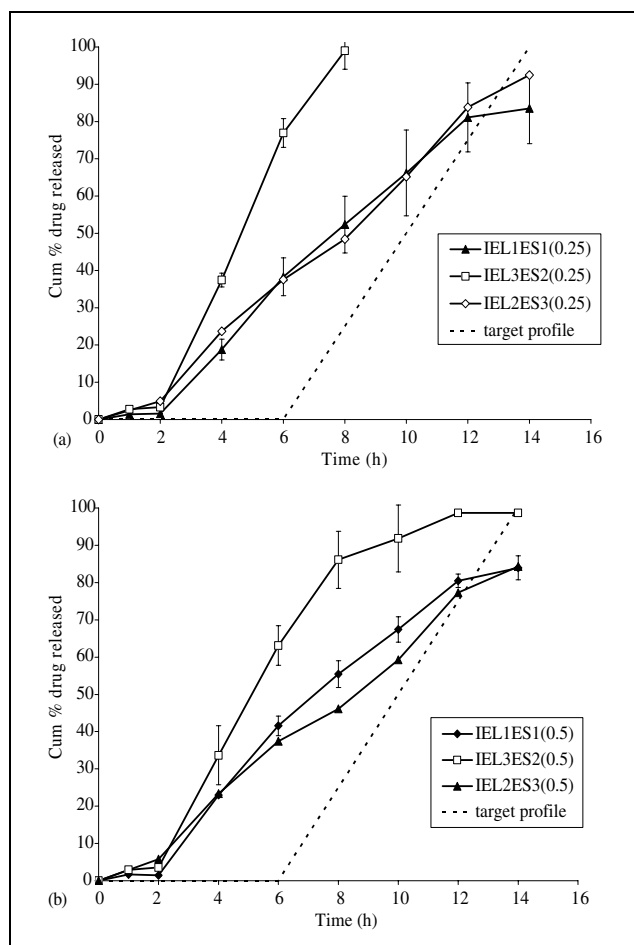 Cum % drug released
100
90
80
70
60
50
40
30
20
10
0
IEL1ES1(0.25)
IEL3ES2(0.25)
IEL2ES3(0.25)
target profile
0 2 4 6 8 10 12 14 16
(a)
Time (h)
Cum % drug released
100
90
80
70
60
50
40
30
20
10
0
IEL1ES1(0.5)
IEL3ES2(0.5)
IEL2ES3(0.5)
target profile
0 2 4 6 8 10 12 14 16
(b)
Time (h)